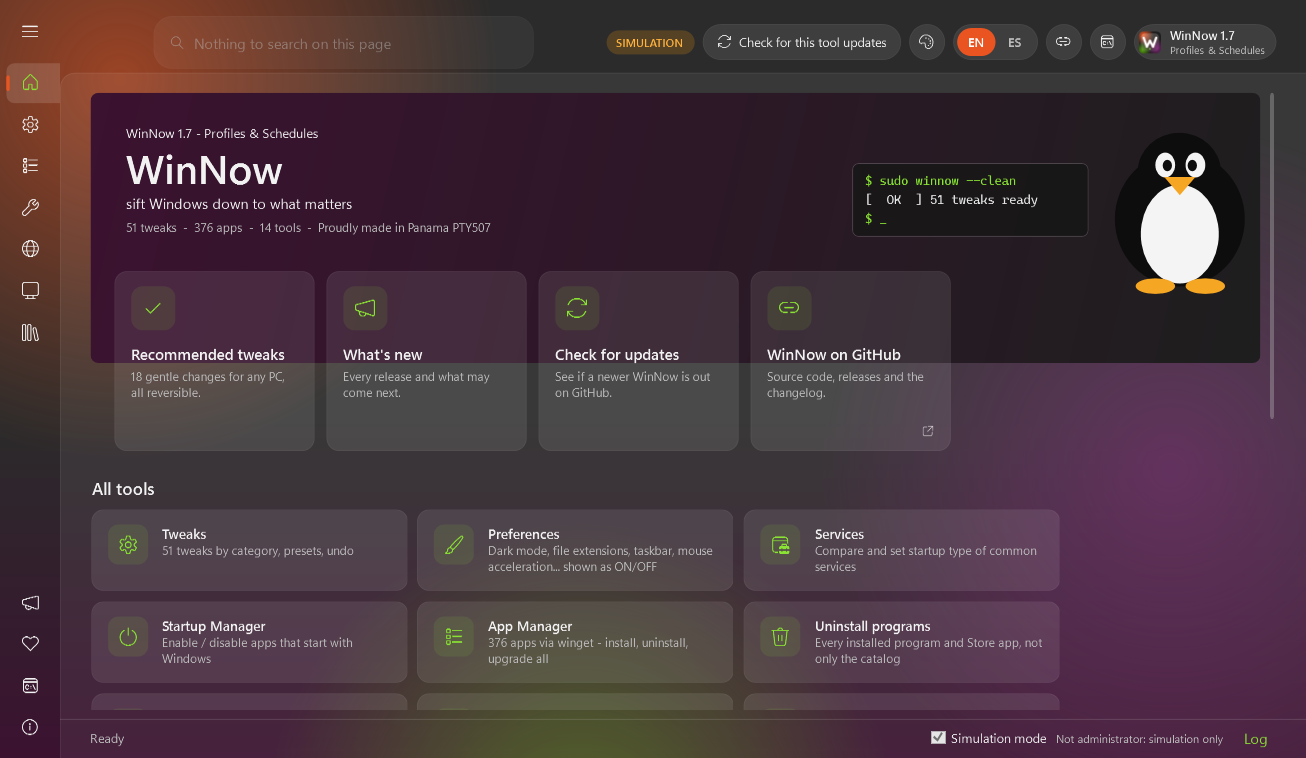 Nothing to search on this page
SIMULATION
Check for this tool updates
EN
ES
WinNow 1.7
Profiles & Schedules
WinNow 1.7 - Profiles & Schedules
WinNow
sift Windows down to what matters
51 tweaks - 376 apps - 14 tools - Proudly made in Panama PTY507
$ sudo winnow --clean
[ OK ] 51 tweaks ready
$ _
Recommended tweaks
18 gentle changes for any PC,
all reversible.
What's new
Every release and what may
come next.
Check for updates
See if a newer WinNow is out
on GitHub.
WinNow on GitHub
Source code, releases and the
changelog.
All tools
Tweaks
51 tweaks by category, presets, undo
Preferences
Dark mode, file extensions, taskbar, mouse
acceleration... shown as ON/OFF
Services
Compare and set startup type of common
services
Startup Manager
Enable / disable apps that start with
Windows
App Manager
376 apps via winget - install, uninstall,
upgrade all
Uninstall programs
Every installed program and Store app, not
only the catalog
Ready
Simulation mode
Not administrator: simulation only
Log